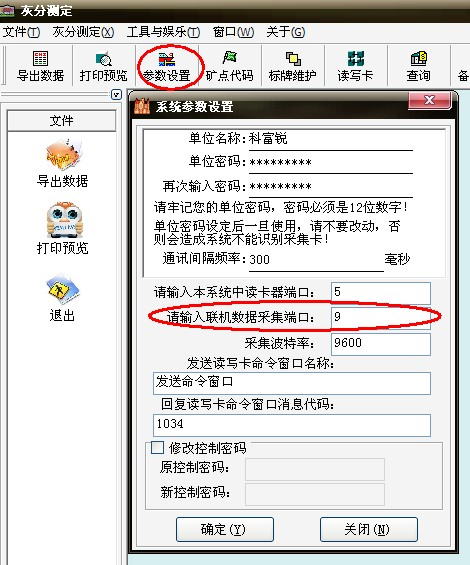 灰分测定
文件(T) 灰分测定(X) 工具与娱乐(T) 窗口(W) 关于(G)
导出数据 打印预览 参数设置 矿点代码 标牌维护 读写卡 查询 备
文件
导出数据
打印预览
退出
系统参数设置
单位名称:科富锐
单位密码:*********
再次输入密码:*********
请牢记您的单位密码，密码必须是12位数字!
单位密码设定后一旦使用，请不要改动，否
则会造成系统不能识别采集卡!
通讯间隔频率:300 毫秒
请输入本系统中读卡器端口: 5
请输入联机数据采集端口: 9
采集波特率: 9600
发送读写卡命令窗口名称:
发送命令窗口
回复读写卡命令窗口消息代码:
1034
修改控制密码
原控制密码:
新控制密码:
确定(Y) 关闭(N)